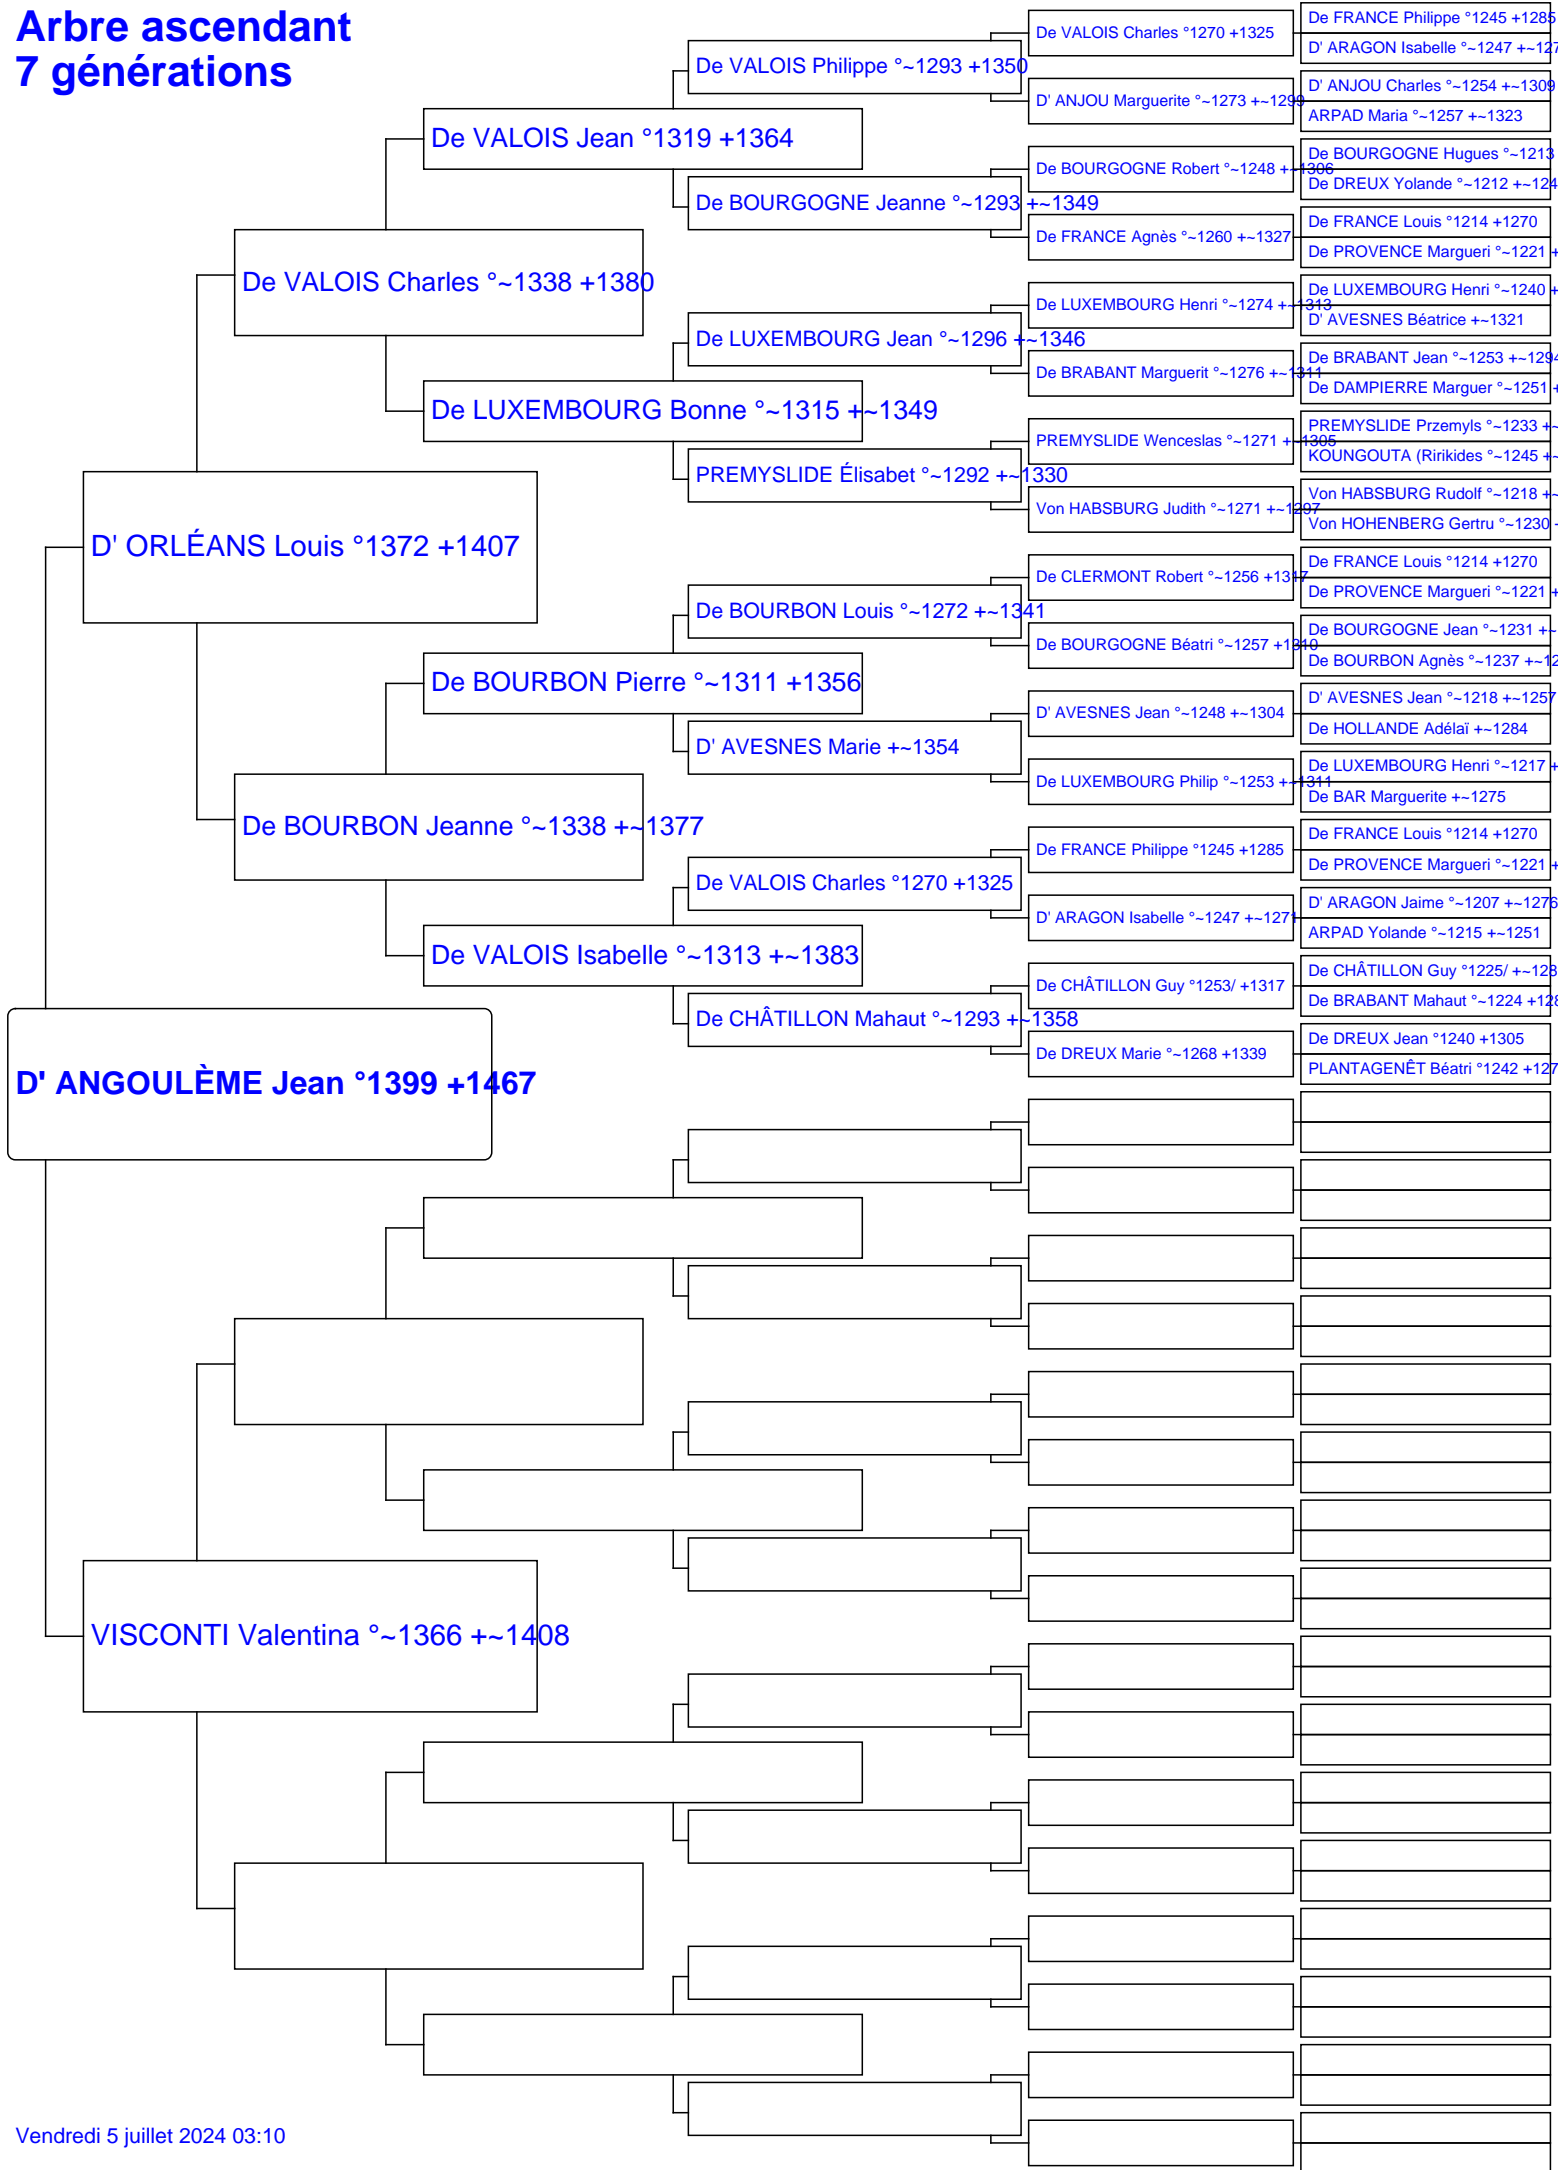 Arbre ascendant
7 générations
D' ANGOULÈME Jean °1399 +1467
D' ORLÉANS Louis °1372 +1407
VISCONTI Valentina °~1366 +~1408
De VALOIS Charles °~1338 +1380
De BOURBON Jeanne °~1338 +~1377
De VALOIS Jean °1319 +1364
De LUXEMBOURG Bonne °~1315 +~1349
De BOURBON Pierre °~1311 +1356
De VALOIS Isabelle °~1313 +~1383
De VALOIS Philippe °~1293 +1350
De BOURGOGNE Jeanne °~1293 +~1349
De LUXEMBOURG Jean °~1296 +~1346
PREMYSLIDE Élisabet °~1292 +~1330
De BOURBON Louis °~1272 +~1341
D' AVESNES Marie +~1354
De VALOIS Charles °1270 +1325
De CHÂTILLON Mahaut °~1293 +~1358
De VALOIS Charles °1270 +1325
D' ANJOU Marguerite °~1273 +~1299
De BOURGOGNE Robert °~1248 +~1306
De FRANCE Agnès °~1260 +~1327
De LUXEMBOURG Henri °~1274 +~1313
De BRABANT Marguerit °~1276 +~1311
PREMYSLIDE Wenceslas °~1271 +~1305
Von HABSBURG Judith °~1271 +~1297
De CLERMONT Robert °~1256 +1317
De BOURGOGNE Béatri °~1257 +1310
D' AVESNES Jean °~1248 +~1304
De LUXEMBOURG Philip °~1253 +~1311
De FRANCE Philippe °1245 +1285
D' ARAGON Isabelle °~1247 +~1271
De CHÂTILLON Guy °1253/ +1317
De DREUX Marie °~1268 +1339
De FRANCE Philippe °1245 +1285
D' ARAGON Isabelle °~1247 +~127
D' ANJOU Charles °~1254 +~1309
ARPAD Maria °~1257 +~1323
De BOURGOGNE Hugues °~1213
De DREUX Yolande °~1212 +~124
De FRANCE Louis °1214 +1270
De PROVENCE Margueri °~1221 +
De LUXEMBOURG Henri °~1240 +
D' AVESNES Béatrice +~1321
De BRABANT Jean °~1253 +~1294
De DAMPIERRE Marguer °~1251 +
PREMYSLIDE Przemyls °~1233 +~
KOUNGOUTA (Ririkides °~1245 +~
Von HABSBURG Rudolf °~1218 +~
Von HOHENBERG Gertru °~1230 +
De FRANCE Louis °1214 +1270
De PROVENCE Margueri °~1221 +
De BOURGOGNE Jean °~1231 +~
De BOURBON Agnès °~1237 +~12
D' AVESNES Jean °~1218 +~1257
De HOLLANDE Adélaï +~1284
De LUXEMBOURG Henri °~1217 +
De BAR Marguerite +~1275
De FRANCE Louis °1214 +1270
De PROVENCE Margueri °~1221 +
D' ARAGON Jaime °~1207 +~1276
ARPAD Yolande °~1215 +~1251
De CHÂTILLON Guy °1225/ +~128
De BRABANT Mahaut °~1224 +128
De DREUX Jean °1240 +1305
PLANTAGENÊT Béatri °1242 +127
Vendredi 5 juillet 2024 03:10